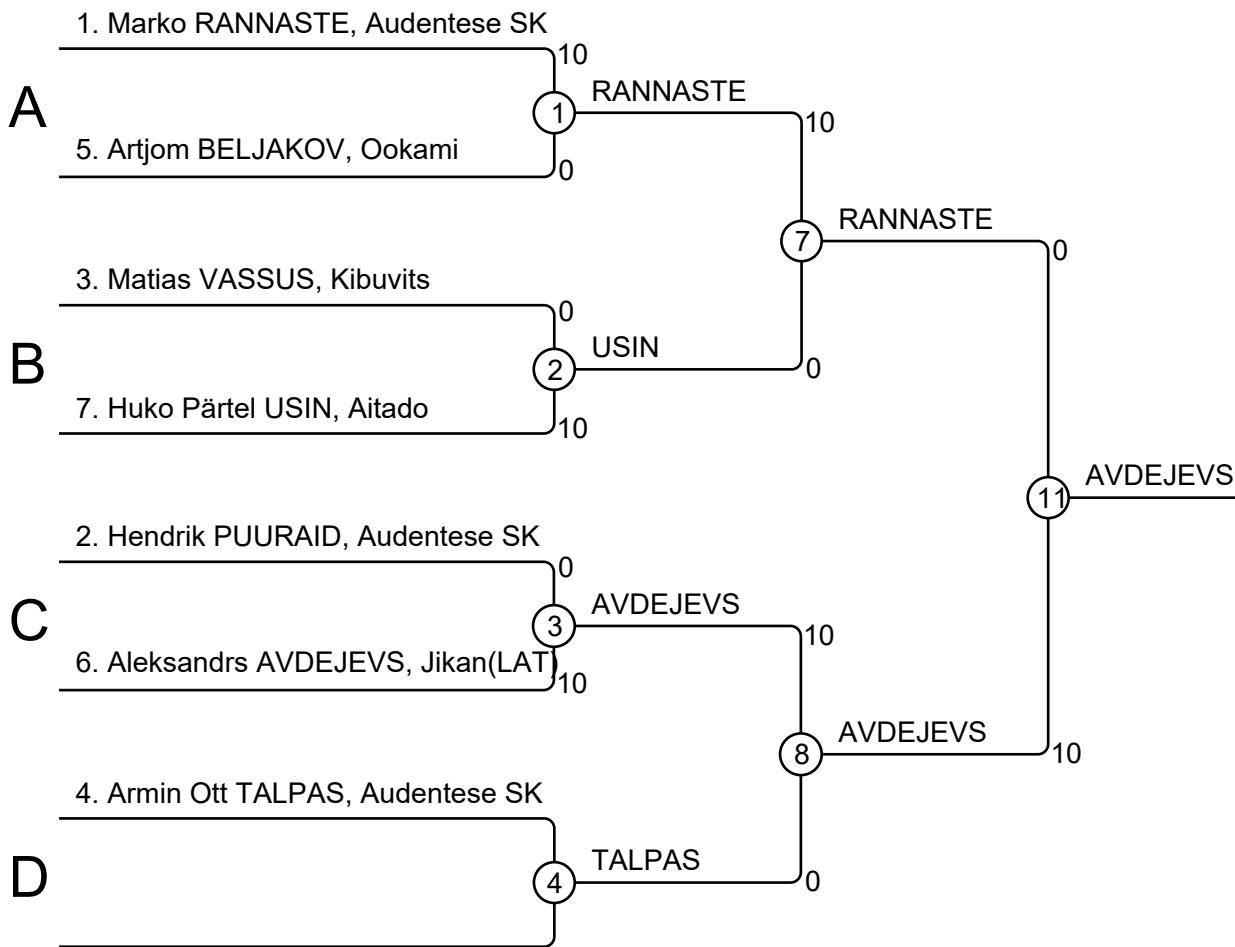 1. Marko RANNASTE, Audentese SK
10
A
1
RANNASTE
10
5. Artjom BELJAKOV, Ookami
0
7
RANNASTE
0
3. Matias VASSUS, Kibuvits
0
B
2
USIN
0
7. Huko Pärtel USIN, Aitado
10
11
AVDEJEVS
2. Hendrik PUURAID, Audentese SK
0
C
3
AVDEJEVS
10
6. Aleksandrs AVDEJEVS, Jikan(LAT)
10
8
AVDEJEVS
10
4. Armin Ott TALPAS, Audentese SK
D
4
TALPAS
0